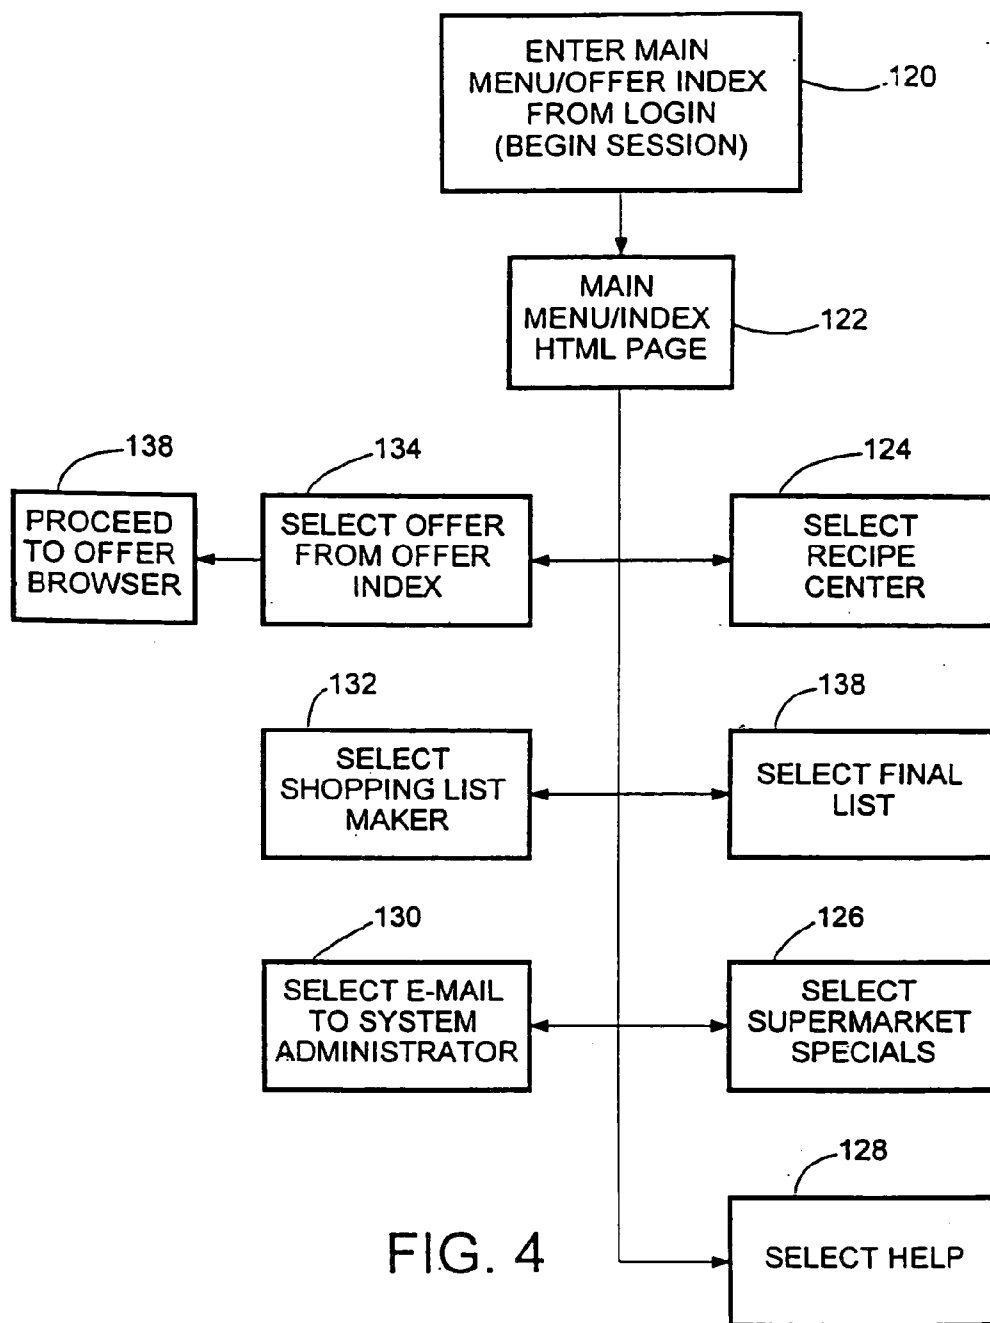 ENTER MAIN
MENU/OFFER INDEX
FROM LOGIN
(BEGIN SESSION)
120
MAIN
MENU/INDEX
HTML PAGE
122
138
PROCEED
TO OFFER
BROWSER
134
SELECT OFFER
FROM OFFER
INDEX
124
SELECT
RECIPE
CENTER
132
SELECT
SHOPPING LIST
MAKER
138
SELECT FINAL
LIST
130
SELECT E-MAIL
TO SYSTEM
ADMINISTRATOR
126
SELECT
SUPERMARKET
SPECIALS
128
SELECT HELP
FIG. 4